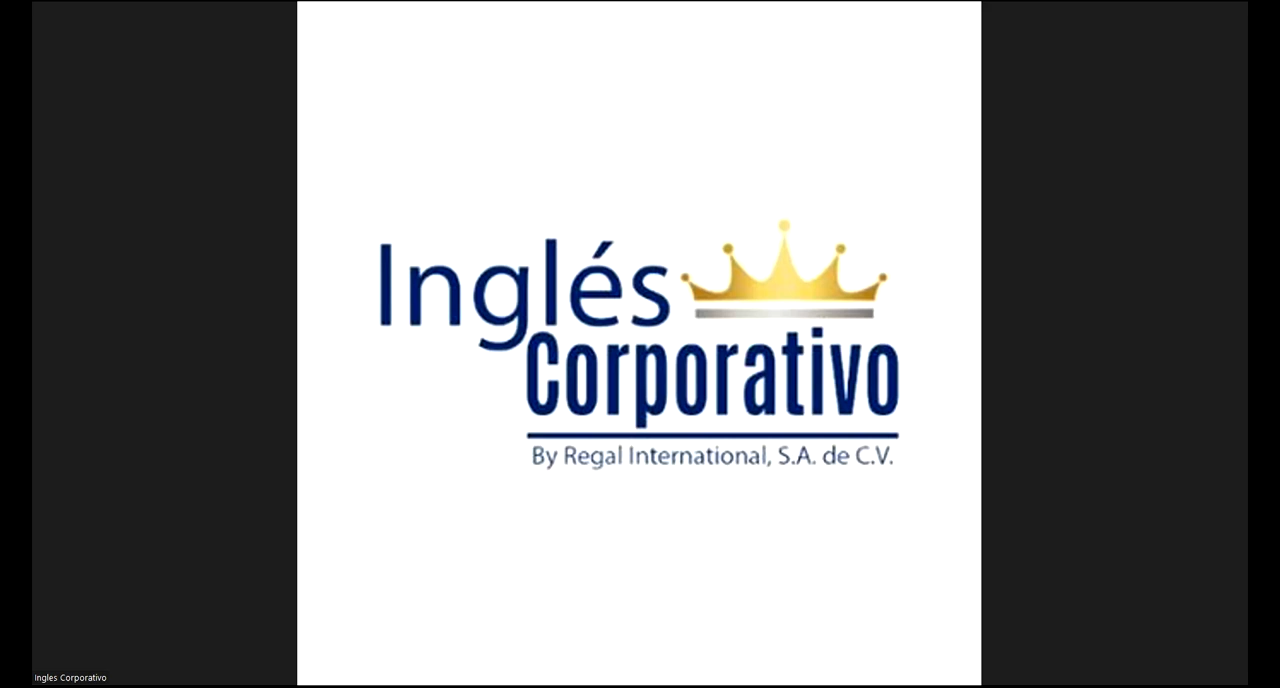 Inglés
Corporativo
By Regal International, S.A. de C.V.
Ingles Corporativo